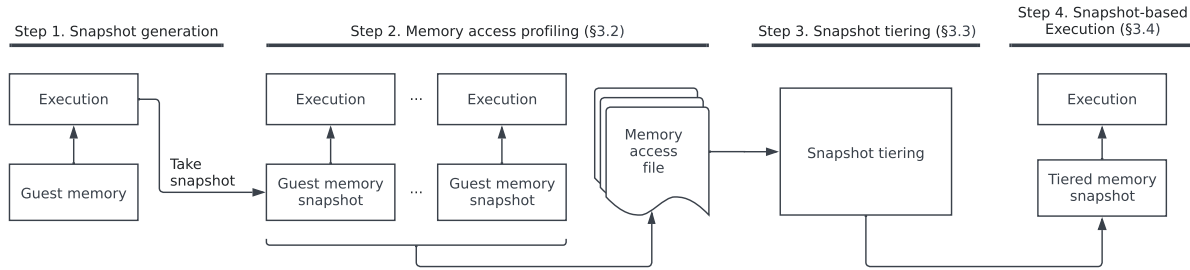 Step 1. Snapshot generation
Execution
Guest memory
Take
snapshot
Step 2. Memory access profiling (§3.2)
Execution
...
Execution
Guest memory
snapshot
...
Guest memory
snapshot
Memory
access
file
Step 3. Snapshot tiering (§3.3)
Snapshot tiering
Step 4. Snapshot-based
Execution (§3.4)
Execution
Tiered memory
snapshot